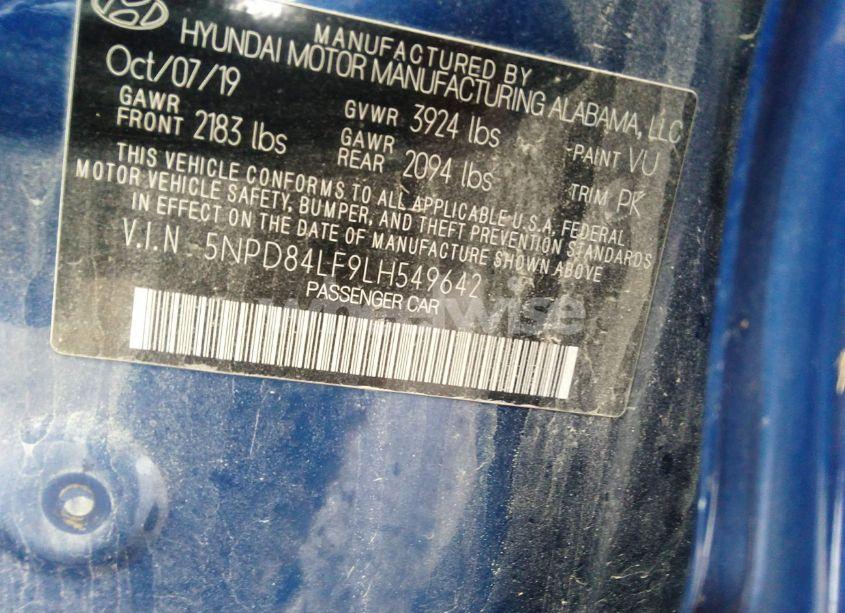 MANUFACTURED BY
HYUNDAI MOTOR MANUFACTURING ALABAMA, LLC
Oct/07/19
GVWR 3924 lbs
PAINT VU
GAWR FRONT 2183 lbs
GAWR REAR 2094 lbs
TRIM PK
THIS VEHICLE CONFORMS TO ALL APPLICABLE U.S.A. FEDERAL
MOTOR VEHICLE SAFETY, BUMPER, AND THEFT PREVENTION STANDARDS
IN EFFECT ON THE DATE OF MANUFACTURE SHOWN ABOVE
V.I.N 5NPD84LF9LH549642
PASSENGER CAR